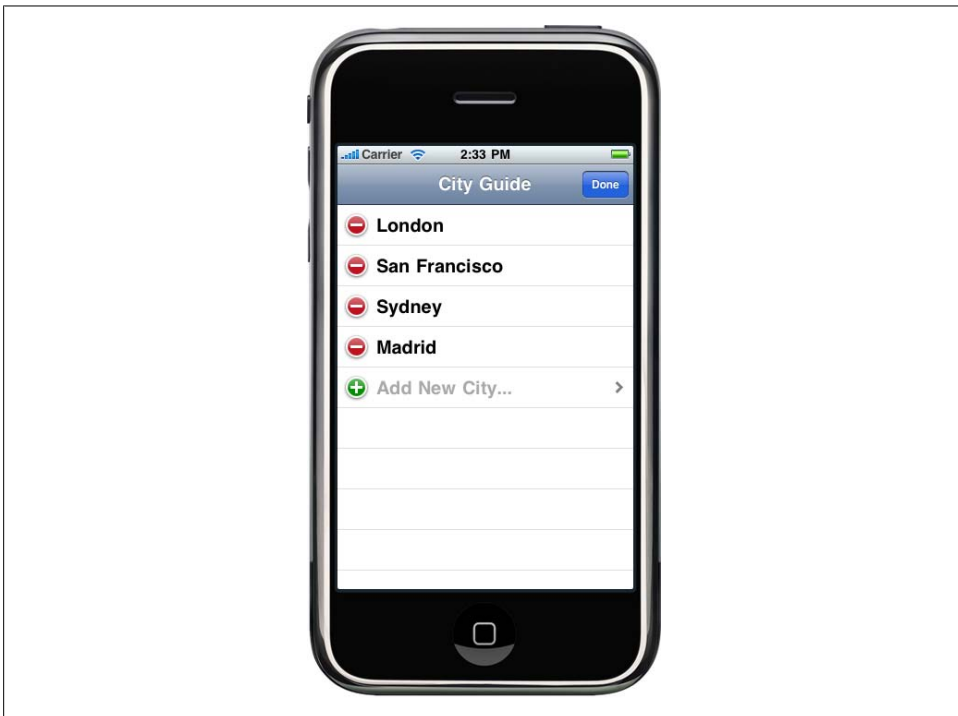 Carrier 2:33 PM
City Guide Done
London
San Francisco
Sydney
Madrid
Add New City...